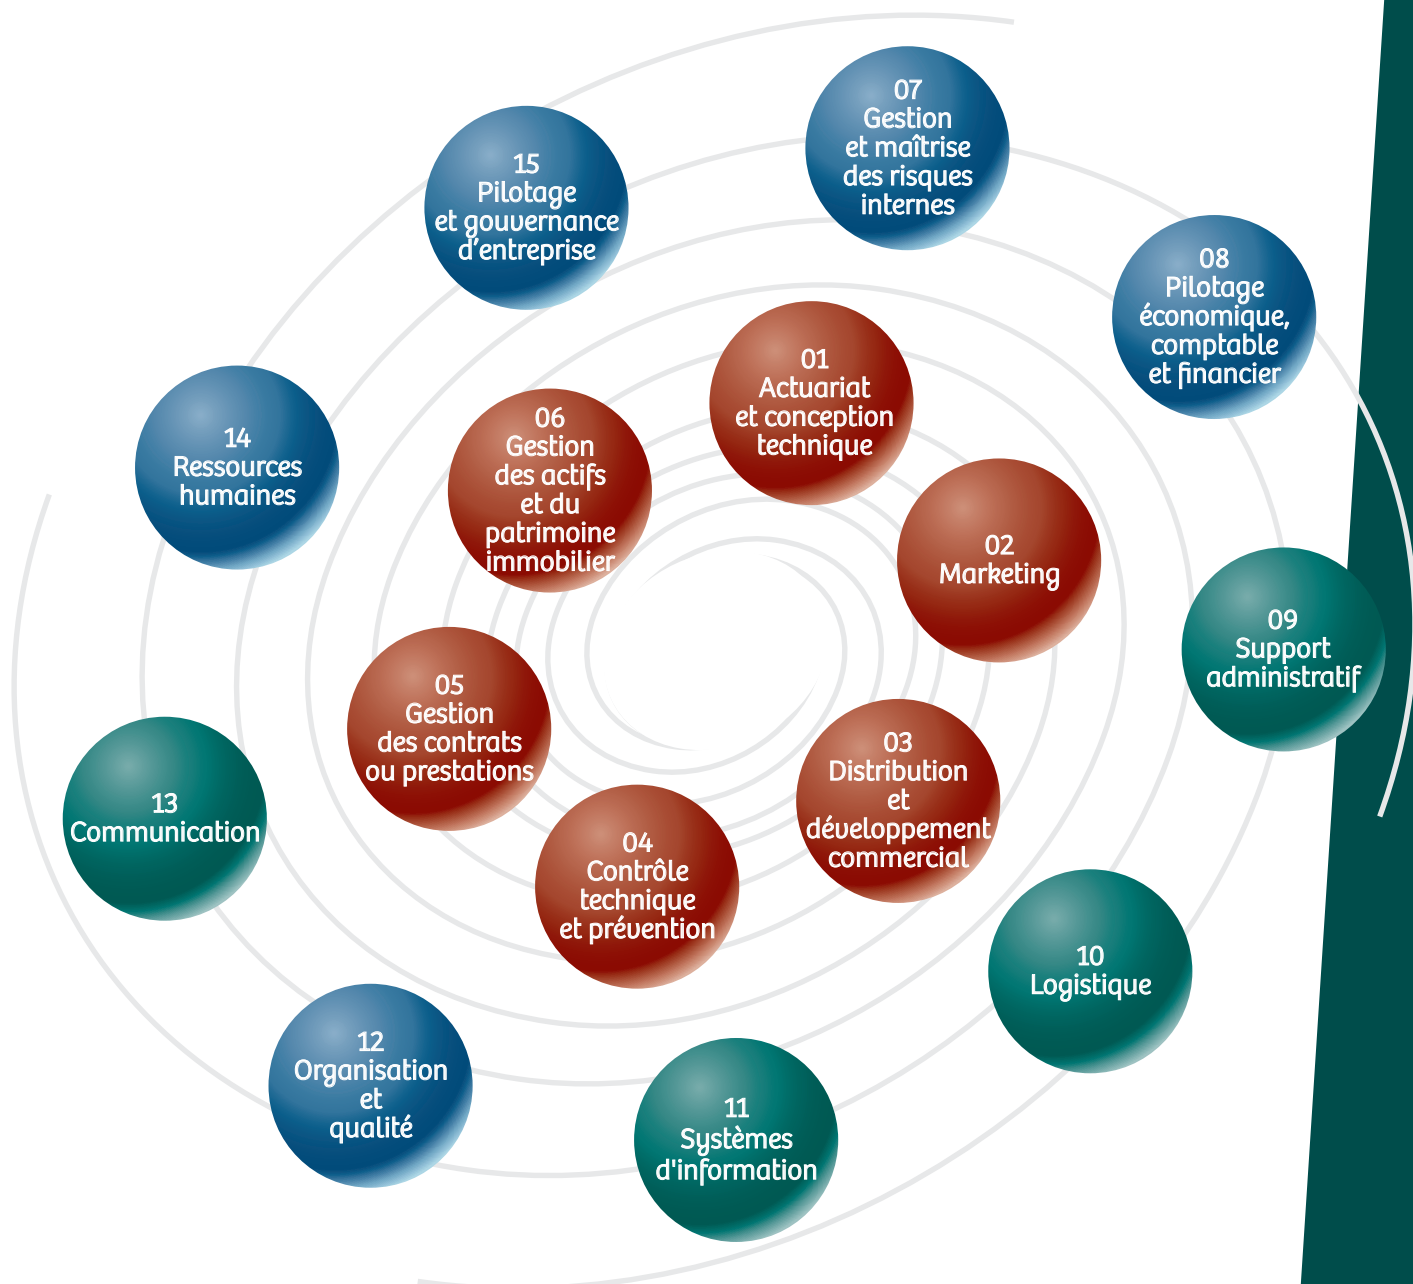 01
Actuariat
et conception
technique
02
Marketing
03
Distribution
et
développement
commercial
04
Contrôle
technique
et prévention
05
Gestion
des contrats
ou prestations
06
Gestion
des actifs
et du
patrimoine
immobilier
07
Gestion
et maîtrise
des risques
internes
08
Pilotage
économique,
comptable
et financier
09
Support
administratif
10
Logistique
11
Systèmes
d'information
12
Organisation
et
qualité
13
Communication
14
Ressources
humaines
15
Pilotage
et gouvernance
d’entreprise